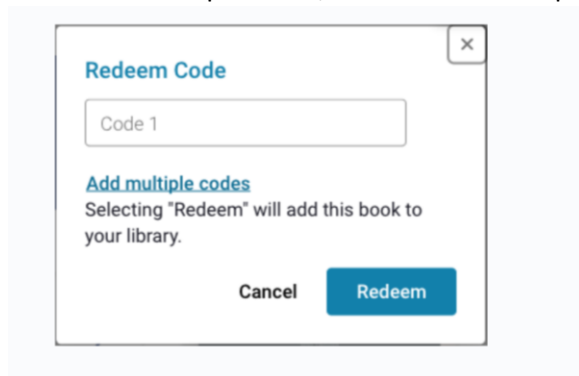 Redeem Code
Code 1
Add multiple codes
Selecting "Redeem" will add this book to
your library.
Cancel Redeem